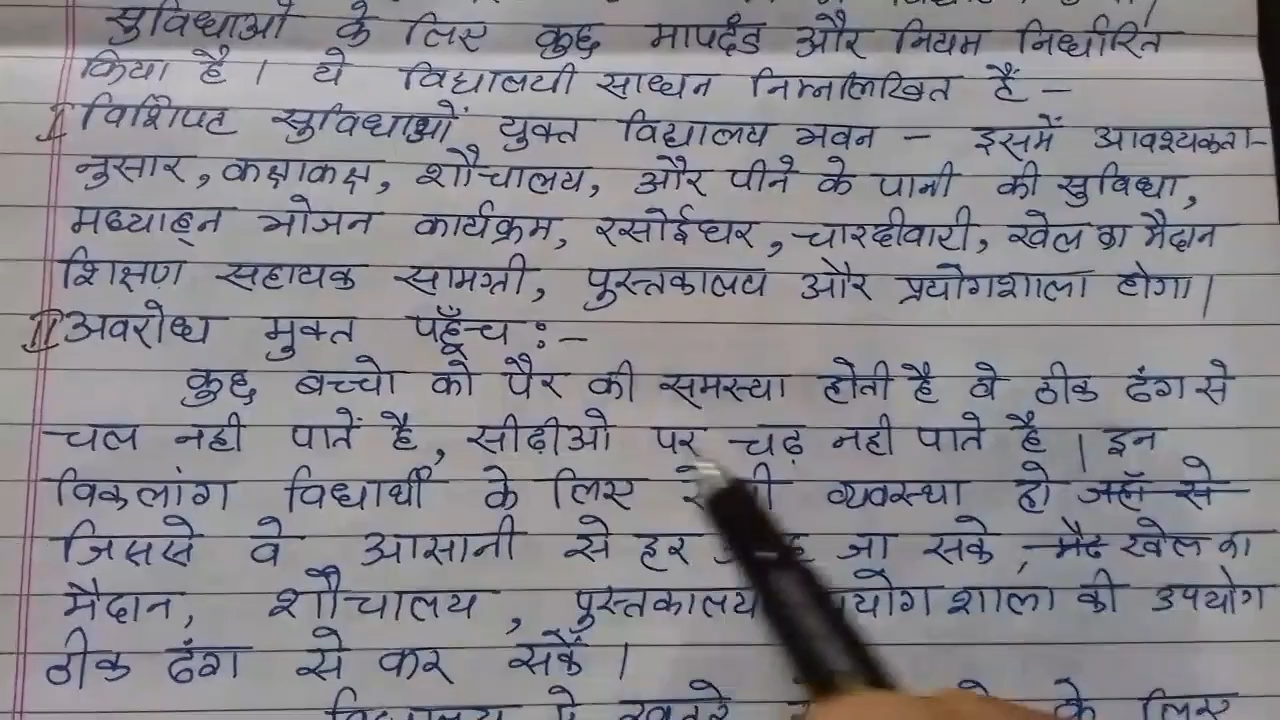 सुविधाओं के लिए कुछ मापदंड और नियम निर्धारित
किया है। ये विद्यालयी साधन निम्नलिखित हैं –
I विशिष्ट सुविधाओं युक्त विद्यालय भवन – इसमें आवश्यकता-
नुसार, कक्षाकक्ष, शौचालय, और पीने के पानी की सुविधा,
मध्याह्न भोजन कार्यक्रम, रसोईघर, चारदीवारी, खेल का मैदान
शिक्षण सहायक सामग्री, पुस्तकालय और प्रयोगशाला होगा।
II अवरोध मुक्त पहूँच :–
कुछ बच्चो को पैर की समस्या होती है वे ठीक ढंग से
चल नही पातें है, सीढ़ीओ पर चढ़ नही पाते है। इन
विकलांग विद्यार्थी के लिए व्यवस्था हो जहाँ से
जिससे वे आसानी से हर जा सके, मैद खेल का
मैदान, शौचालय, पुस्तकालय की उपयोग
ठीक ढंग से कर सकें।
के लिए